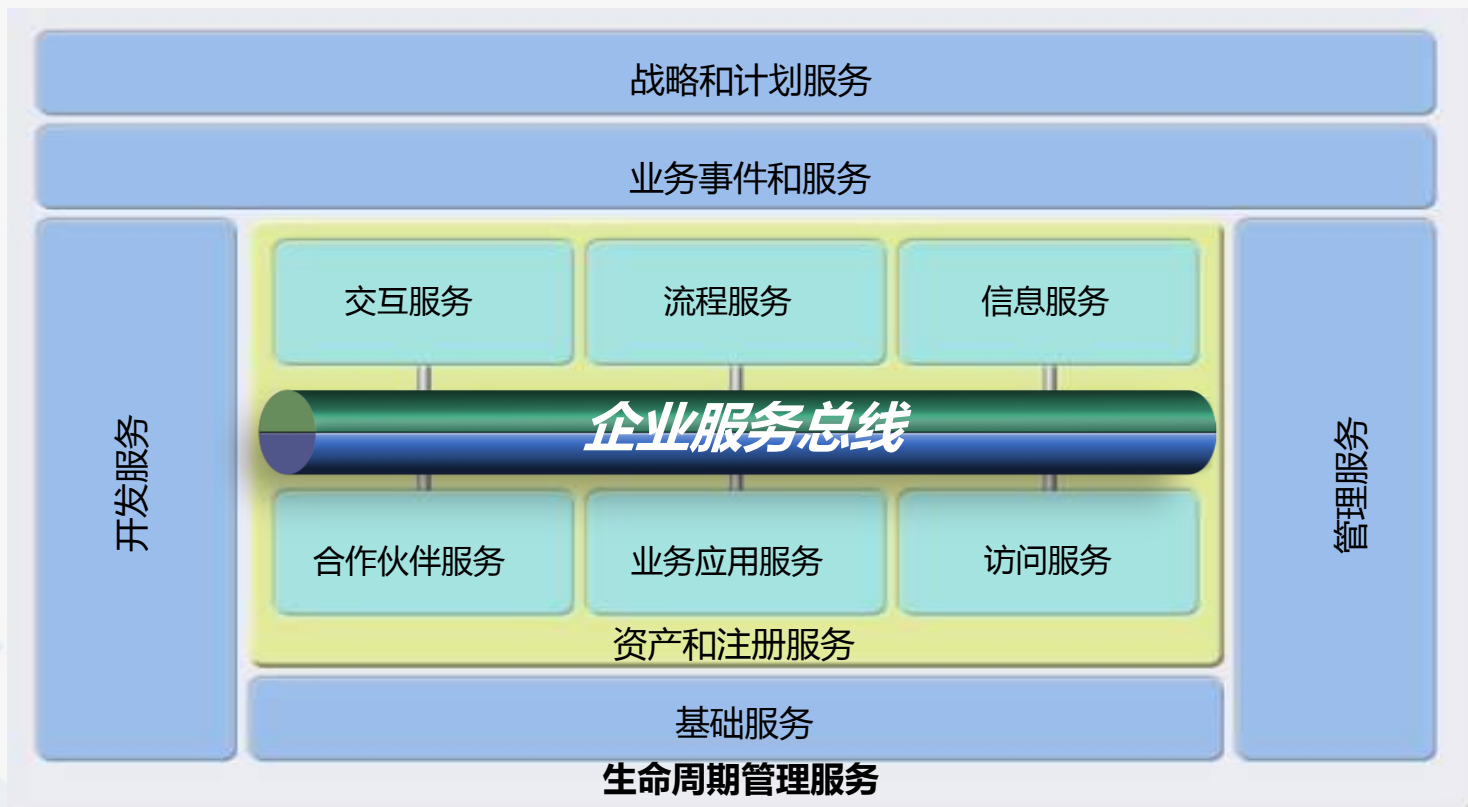 战略和计划服务
业务事件和服务
交互服务
流程服务
信息服务
企业服务总线
开发服务
管理服务
合作伙伴服务
业务应用服务
访问服务
资产和注册服务
基础服务
生命周期管理服务